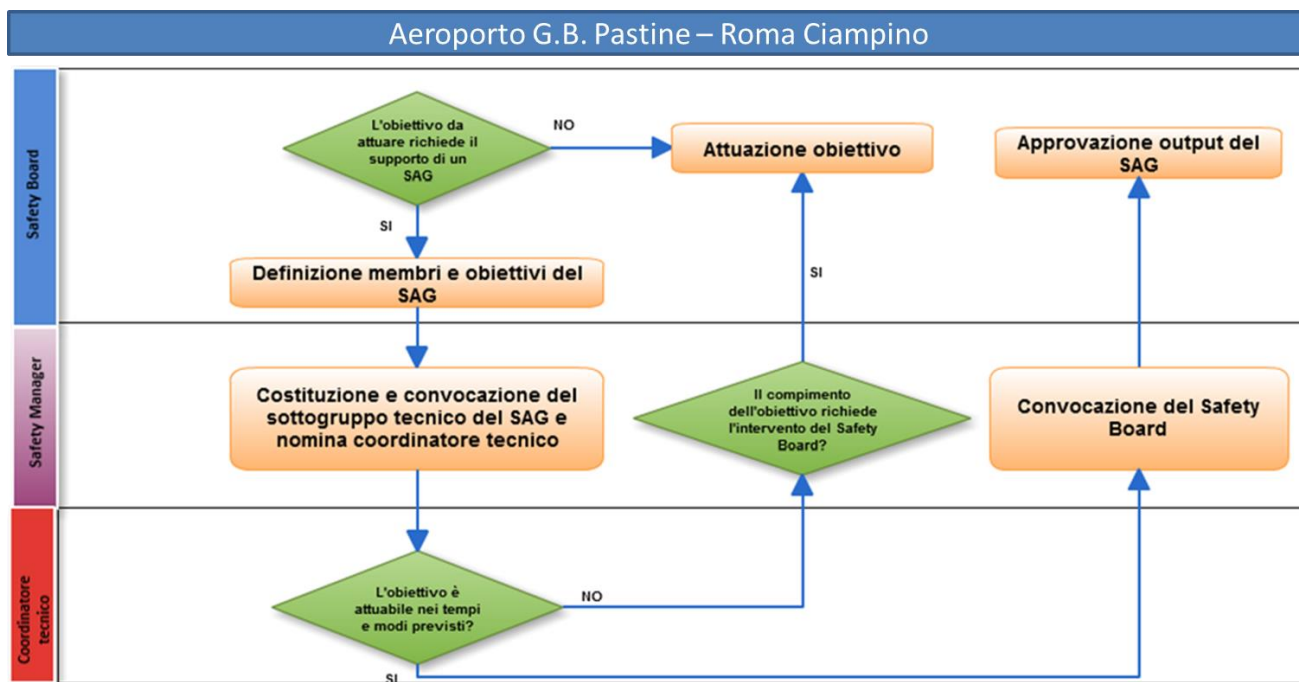 Aeroporto G.B. Pastine – Roma Ciampino
Safety Board
L'obiettivo da
attuare richiede il
supporto di un
SAG
NO
Attuazione obiettivo
Approvazione output del
SAG
SI
Definizione membri e obiettivi del
SAG
SI
Safety Manager
Costituzione e convocazione del
sottogruppo tecnico del SAG e
nomina coordinatore tecnico
Il compimento
dell'obiettivo richiede
l'intervento del Safety
Board?
Convocazione del Safety
Board
Coordinatore
tecnico
L'obiettivo è
attuabile nei tempi
e modi previsti?
NO
SI